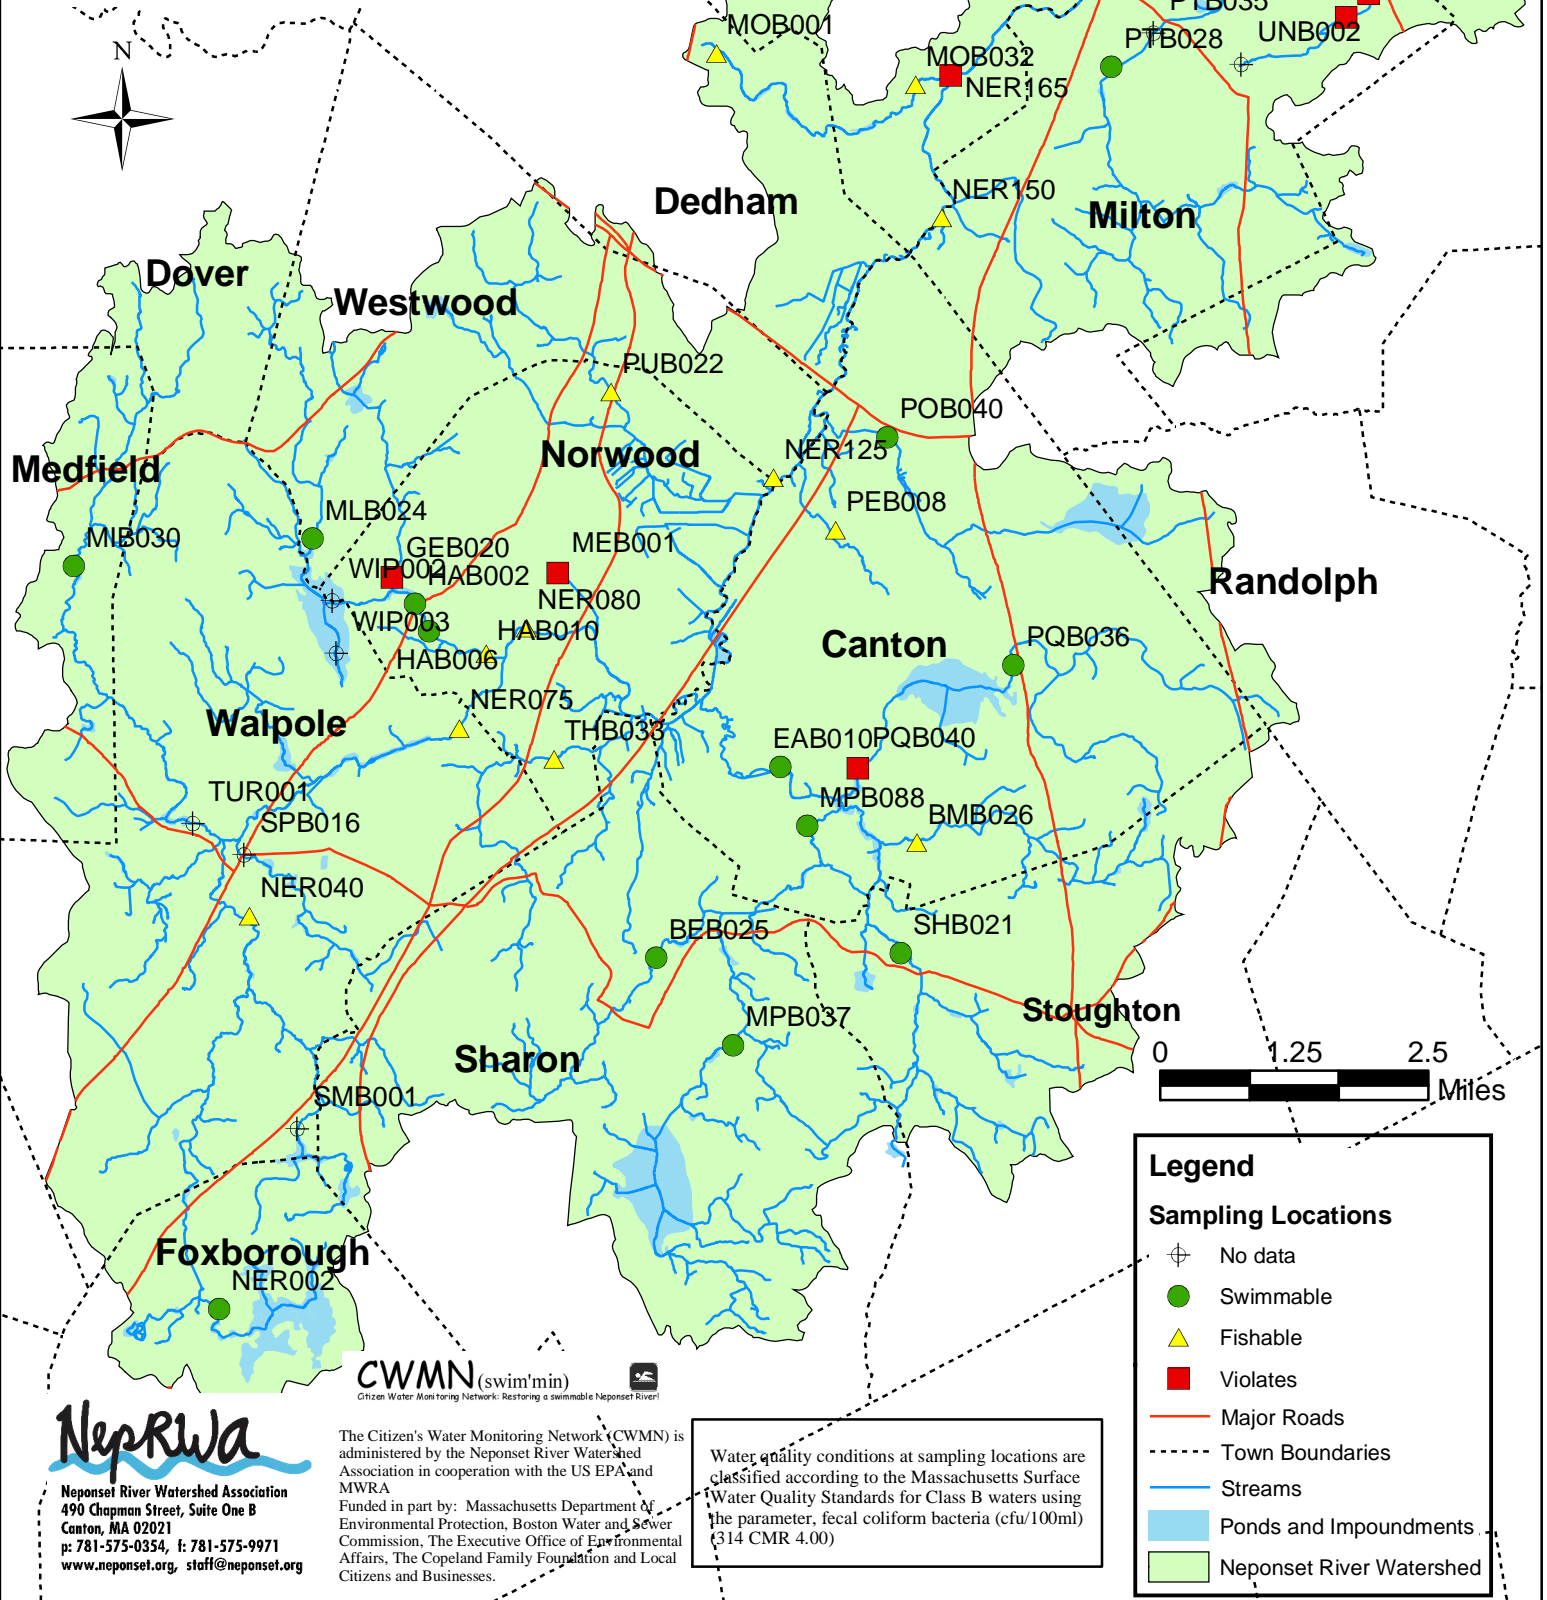 PTB035
MOB001
UNB002
PTB028
N
MOB032
NER165
NER150
Dedham
Milton
Dover
Westwood
PUB022
POB040
NER125
Norwood
Medfield
PEB008
MLB024
MIB030
GEB020
MEB001
WIP002
HAB002
Randolph
NER080
WIP003
HAB010
Canton
PQB036
HAB006
NER075
Walpole
THB033
EAB010
PQB040
TUR001
MPB088
SPB016
BMB026
NER040
BEB025
SHB021
Stoughton
MPB037
Sharon
0 1.25 2.5
Miles
SMB001
Foxborough
NER002
Legend
Sampling Locations
No data
Swimmable
Fishable
Violates
Major Roads
Town Boundaries
Streams
Ponds and Impoundments
Neponset River Watershed
CWMN (swim'min)
Citizen Water Monitoring Network: Restoring a swimmable Neponset River!
NepRWA
Neponset River Watershed Association
490 Chapman Street, Suite One B
Canton, MA 02021
p: 781-575-0354, f: 781-575-9971
www.neponset.org, staff@neponset.org
The Citizen's Water Monitoring Network (CWMN) is
administered by the Neponset River Watershed
Association in cooperation with the US EPA and
MWRA
Funded in part by: Massachusetts Department of
Environmental Protection, Boston Water and Sewer
Commission, The Executive Office of Environmental
Affairs, The Copeland Family Foundation and Local
Citizens and Businesses.
Water quality conditions at sampling locations are
classified according to the Massachusetts Surface
Water Quality Standards for Class B waters using
the parameter, fecal coliform bacteria (cfu/100ml)
(314 CMR 4.00)